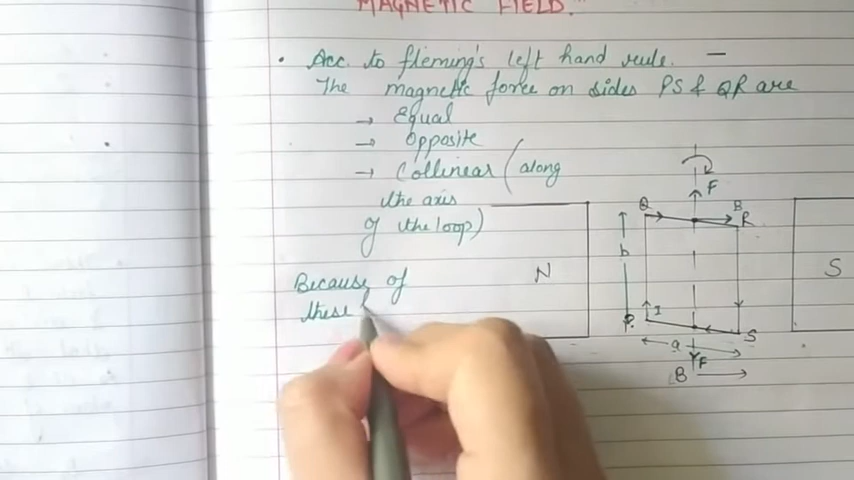 MAGNETIC FIELD."
• Acc. to fleming's left hand rule. —
The magnetic force on sides PS & QR are
→ Equal
→ Opposite
→ Collinear (along
the axis
of the loop)
Because of
these
N
S
F
Q
B
R
b
P
I
S
a
F
B